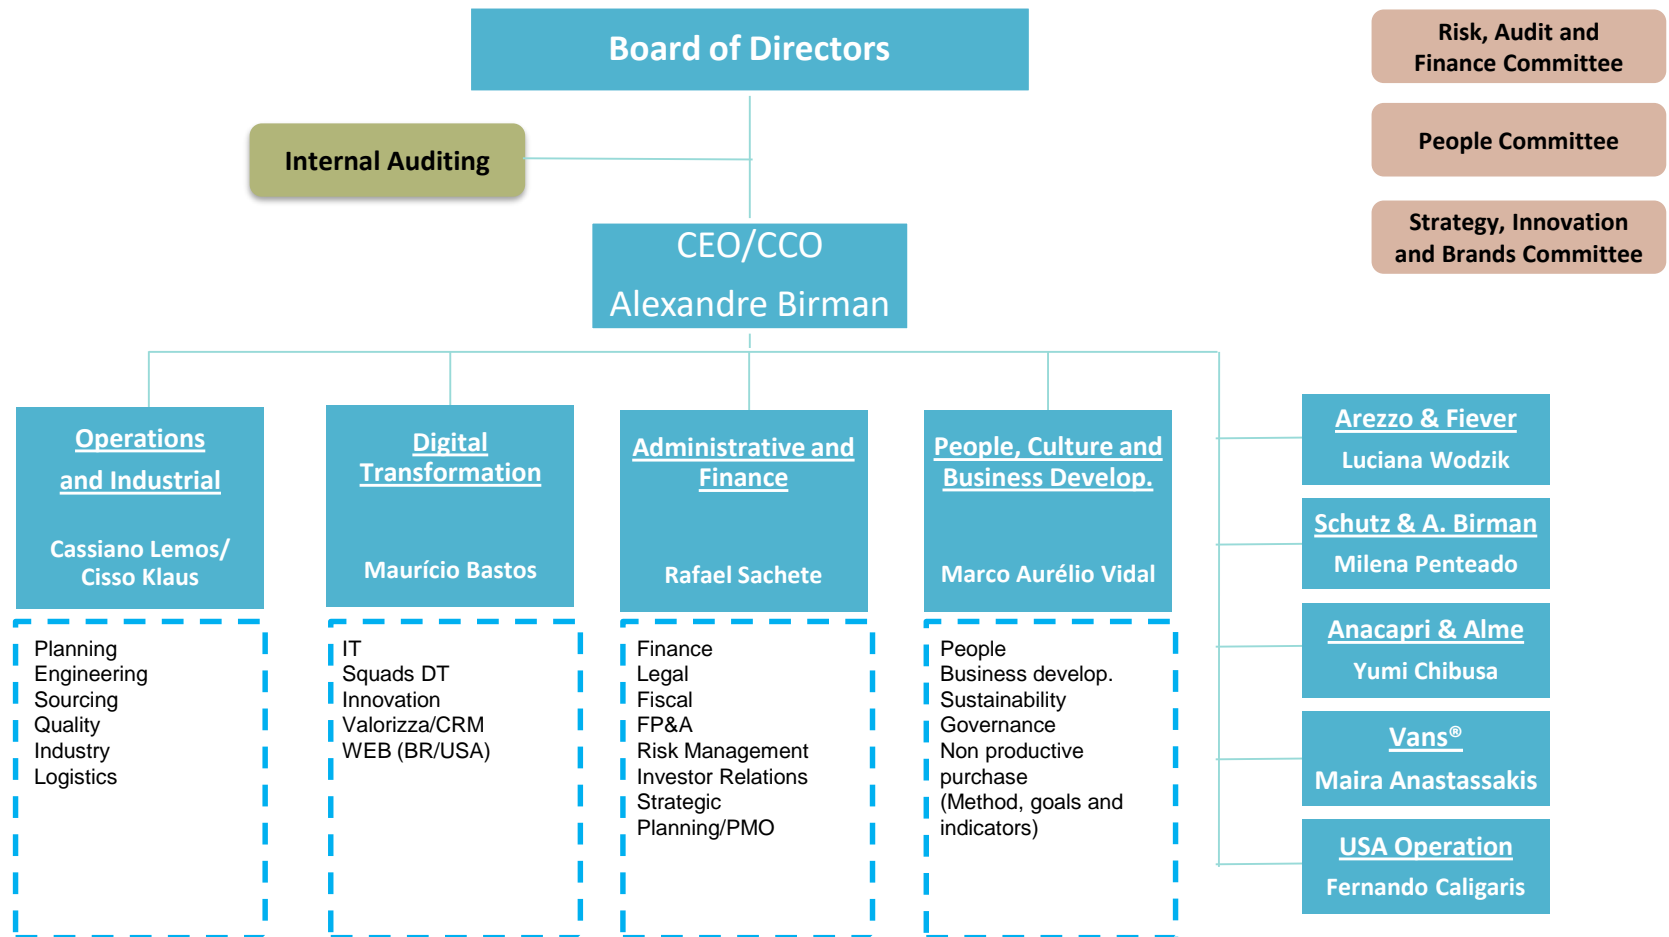 Board of Directors
Risk, Audit and
Finance Committee
People Committee
Strategy, Innovation
and Brands Committee
Internal Auditing
CEO/CCO
Alexandre Birman
Operations
and Industrial
Cassiano Lemos/
Cisso Klaus
Digital
Transformation
Maurício Bastos
Administrative and
Finance
Rafael Sachete
People, Culture and
Business Develop.
Marco Aurélio Vidal
Arezzo & Fiever
Luciana Wodzik
Schutz & A. Birman
Milena Penteado
Anacapri & Alme
Yumi Chibusa
Vans®
Maira Anastassakis
USA Operation
Fernando Caligaris
Planning
Engineering
Sourcing
Quality
Industry
Logistics
IT
Squads DT
Innovation
Valorizza/CRM
WEB (BR/USA)
Finance
Legal
Fiscal
FP&A
Risk Management
Investor Relations
Strategic
Planning/PMO
People
Business develop.
Sustainability
Governance
Non productive
purchase
(Method, goals and
indicators)